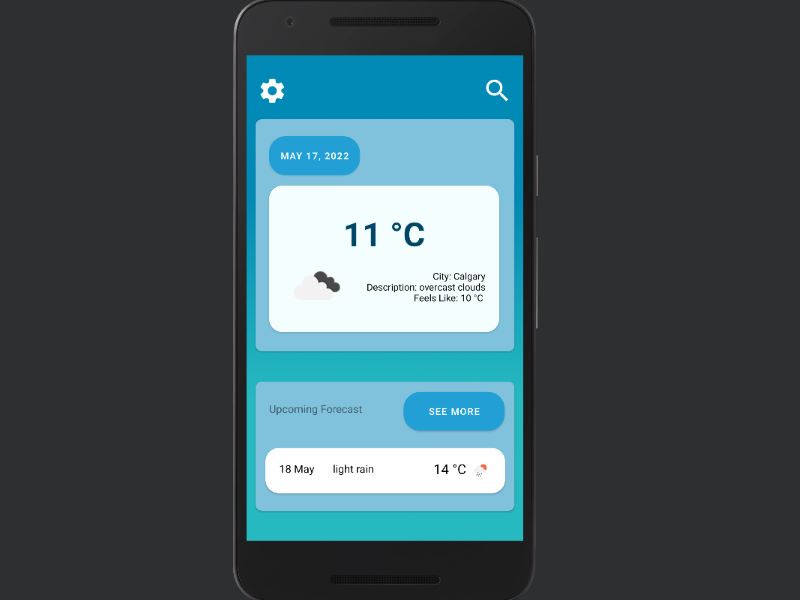 MAY 17, 2022
11 °C
City: Calgary
Description: overcast clouds
Feels Like: 10 °C
Upcoming Forecast
SEE MORE
18 May light rain 14 °C